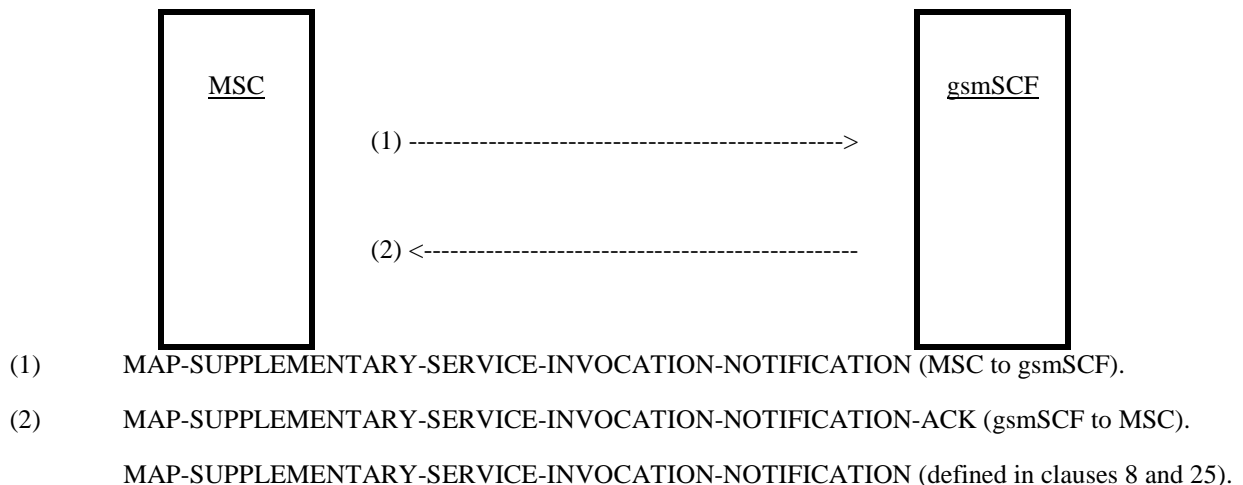 MSC gsmSCF
(1) ------------------------------------------------->
(2) <-------------------------------------------------
(1) MAP-SUPPLEMENTARY-SERVICE-INVOCATION-NOTIFICATION (MSC to gsmSCF).
(2) MAP-SUPPLEMENTARY-SERVICE-INVOCATION-NOTIFICATION-ACK (gsmSCF to MSC).
MAP-SUPPLEMENTARY-SERVICE-INVOCATION-NOTIFICATION (defined in clauses 8 and 25).